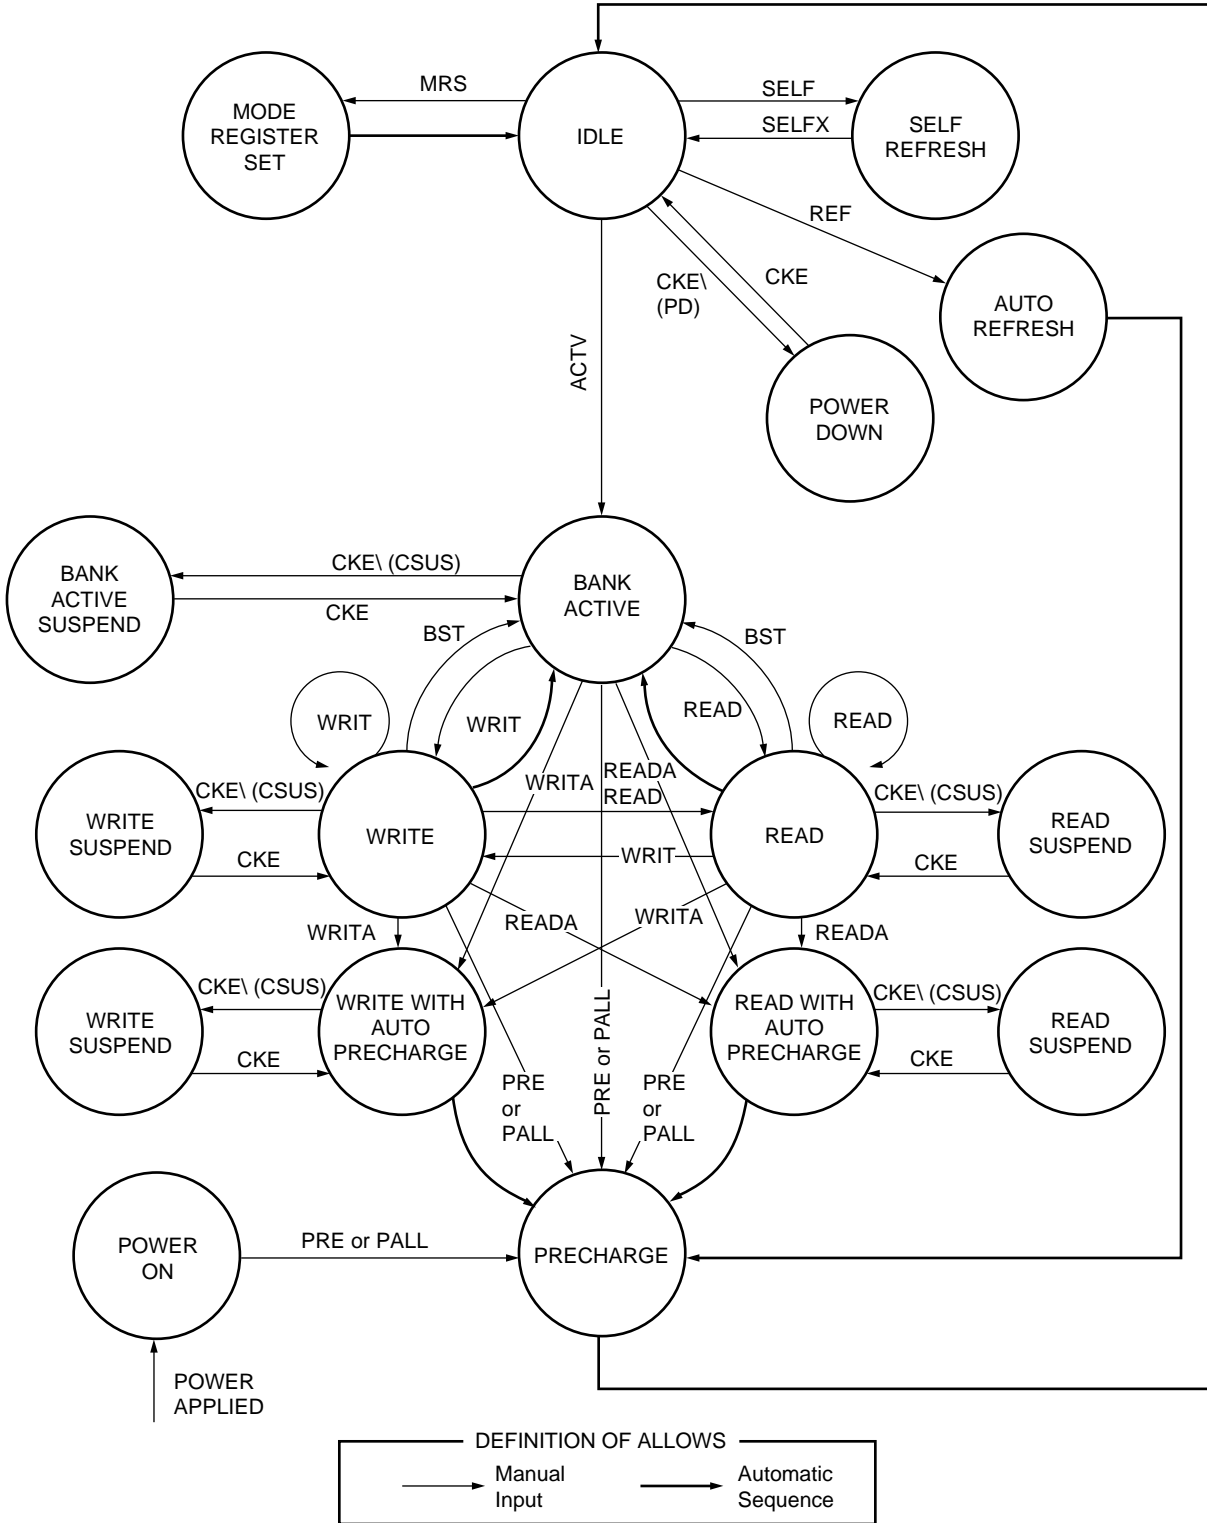 MRS
SELF
MODE
REGISTER
SET
IDLE
SELFX
SELF
REFRESH
REF
CKE\
(PD)
CKE
AUTO
REFRESH
ACTV
POWER
DOWN
CKE\ (CSUS)
BANK
ACTIVE
SUSPEND
BANK
ACTIVE
CKE
BST
BST
WRIT
WRIT
READ
READ
WRITA
READA
READ
CKE\ (CSUS)
CKE\ (CSUS)
WRITE
SUSPEND
WRITE
READ
READ
SUSPEND
CKE
WRIT
CKE
WRITA
READA
WRITA
READA
CKE\ (CSUS)
CKE\ (CSUS)
WRITE
SUSPEND
WRITE WITH
AUTO
PRECHARGE
READ WITH
AUTO
PRECHARGE
READ
SUSPEND
CKE
CKE
PRE
or
PALL
PRE or PALL
PRE
or
PALL
POWER
ON
PRE or PALL
PRECHARGE
POWER
APPLIED
DEFINITION OF ALLOWS
Manual
Input
Automatic
Sequence